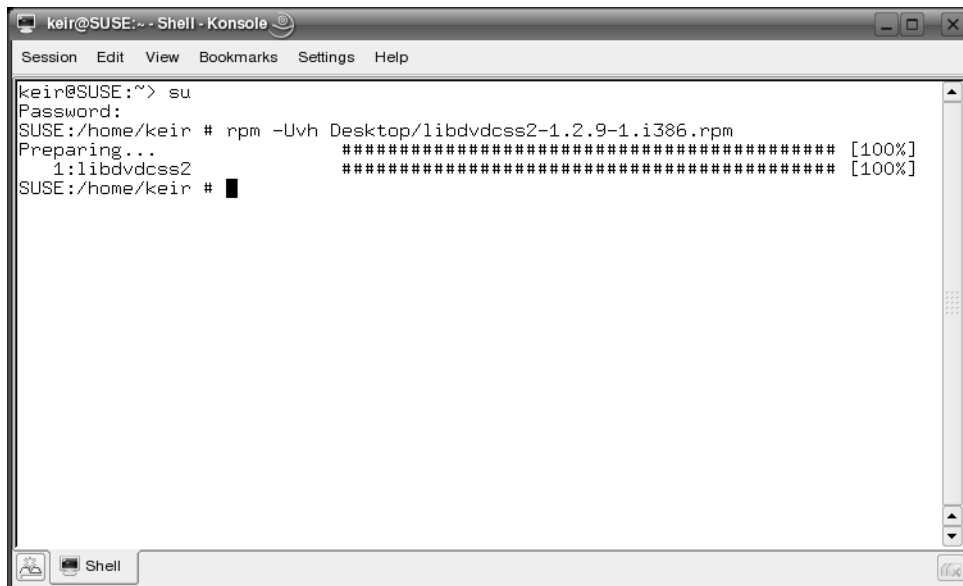 keir@SUSE:~ - Shell - Konsole
Session Edit View Bookmarks Settings Help
keir@SUSE:~> su
Password:
SUSE:/home/keir # rpm -Uvh Desktop/libdvdcss2-1.2.9-1.i386.rpm
Preparing... ########################################### [100%]
1:libdvdcss2 ########################################### [100%]
SUSE:/home/keir #
Shell